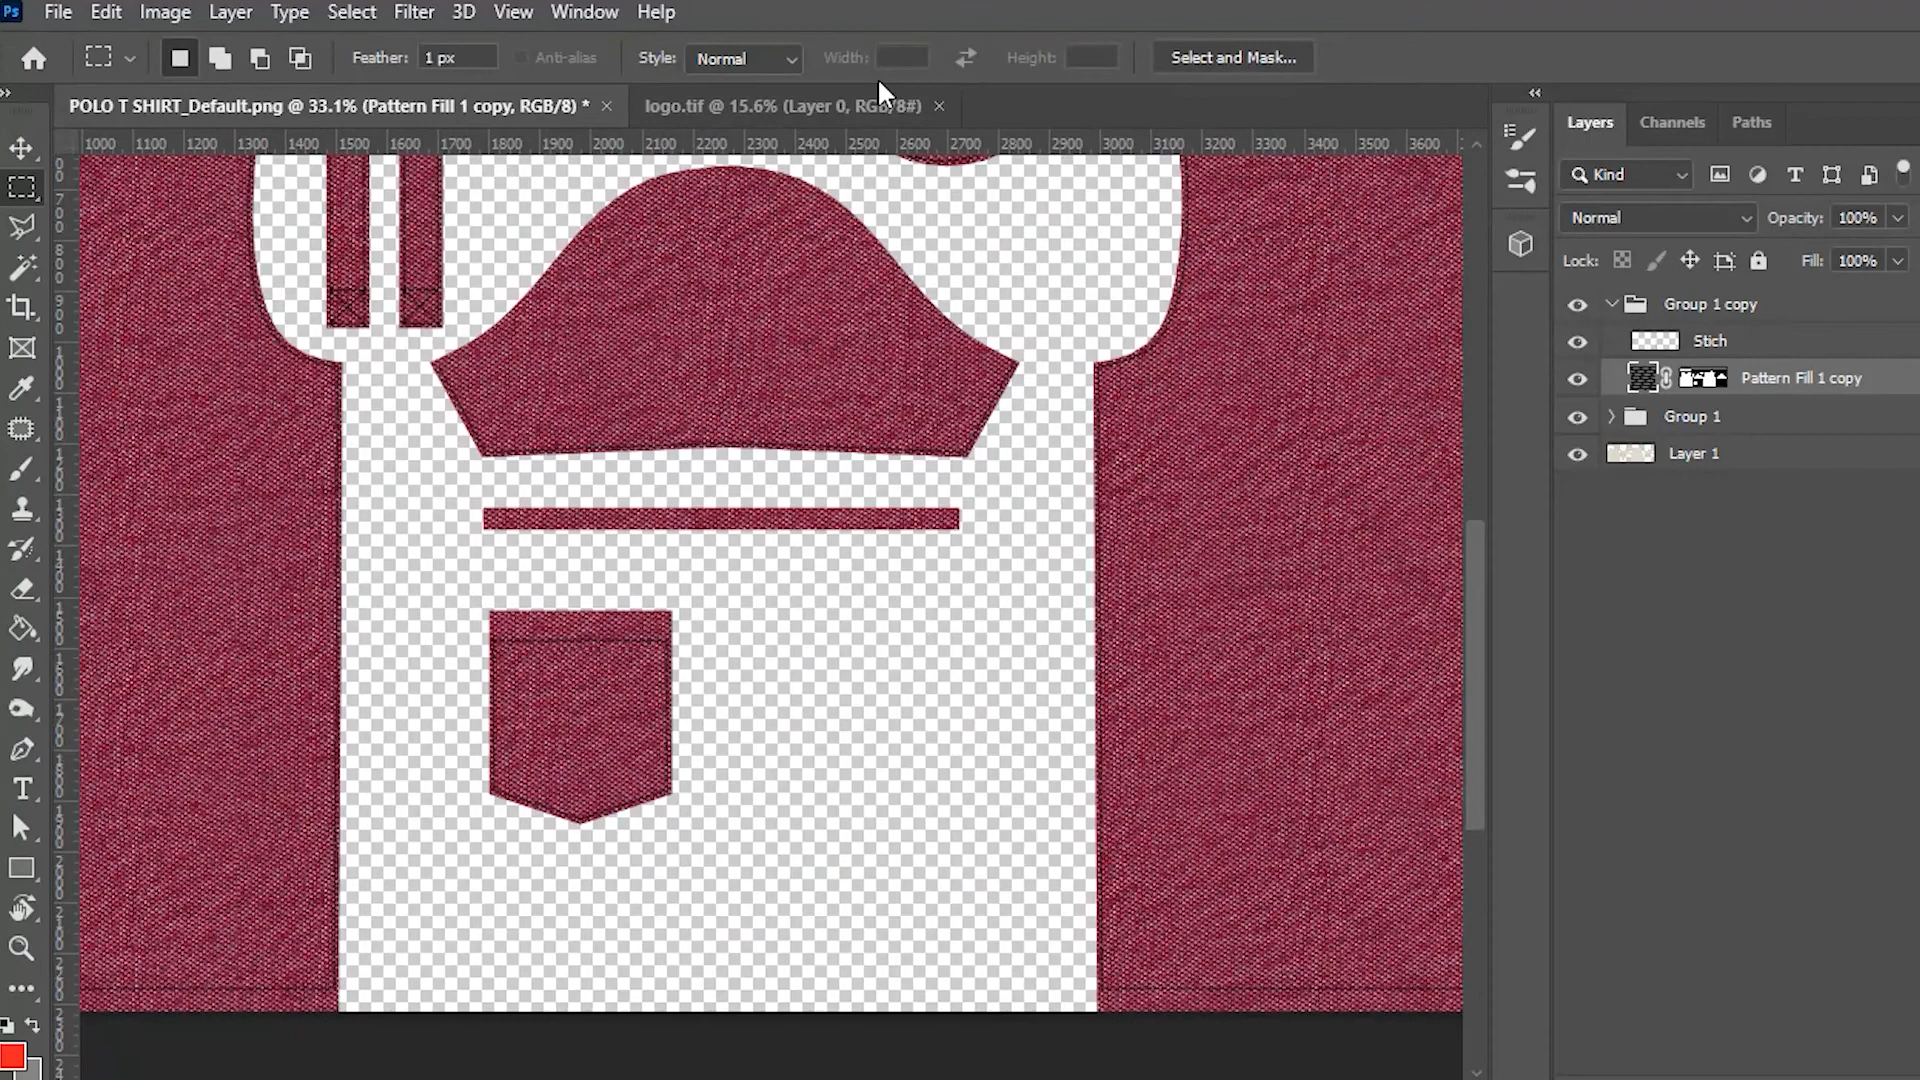 Ps File Edit Image Layer Type Select Filter 3D View Window Help
Feather: 1 px Anti-alias Style: Normal Width: Height: Select and Mask...
POLO T SHIRT_Default.png @ 33.1% (Pattern Fill 1 copy, RGB/8) * × logo.tif @ 15.6% (Layer 0, RGB/8#) ×
1000 1100 1200 1300 1400 1500 1600 1700 1800 1900 2000 2100 2200 2300 2400 2500 2600 2700 2800 2900 3000 3100 3200 3300 3400 3500 3600
Layers Channels Paths
Kind
Normal Opacity: 100%
Lock: Fill: 100%
Group 1 copy
Stich
Pattern Fill 1 copy
Group 1
Layer 1